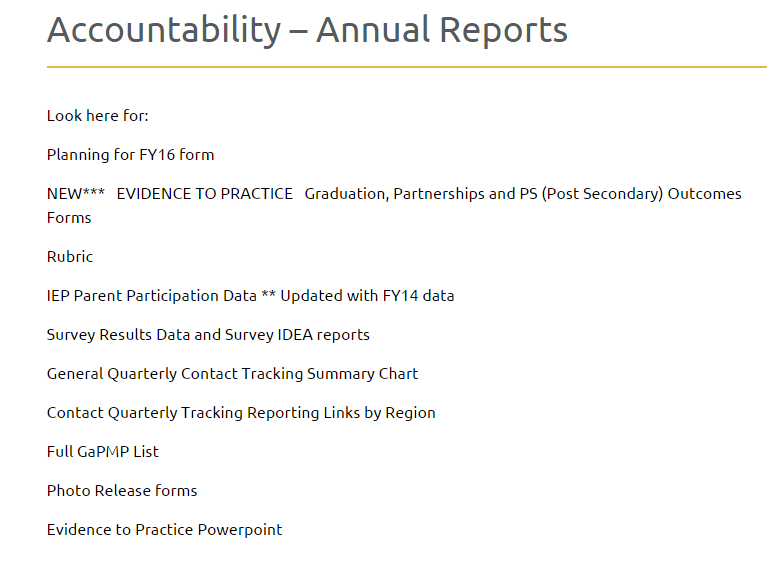 Accountability – Annual Reports
Look here for:
Planning for FY16 form
NEW***   EVIDENCE TO PRACTICE   Graduation, Partnerships and PS (Post Secondary) Outcomes
Forms
Rubric
IEP Parent Participation Data ** Updated with FY14 data
Survey Results Data and Survey IDEA reports
General Quarterly Contact Tracking Summary Chart
Contact Quarterly Tracking Reporting Links by Region
Full GaPMP List
Photo Release forms
Evidence to Practice Powerpoint